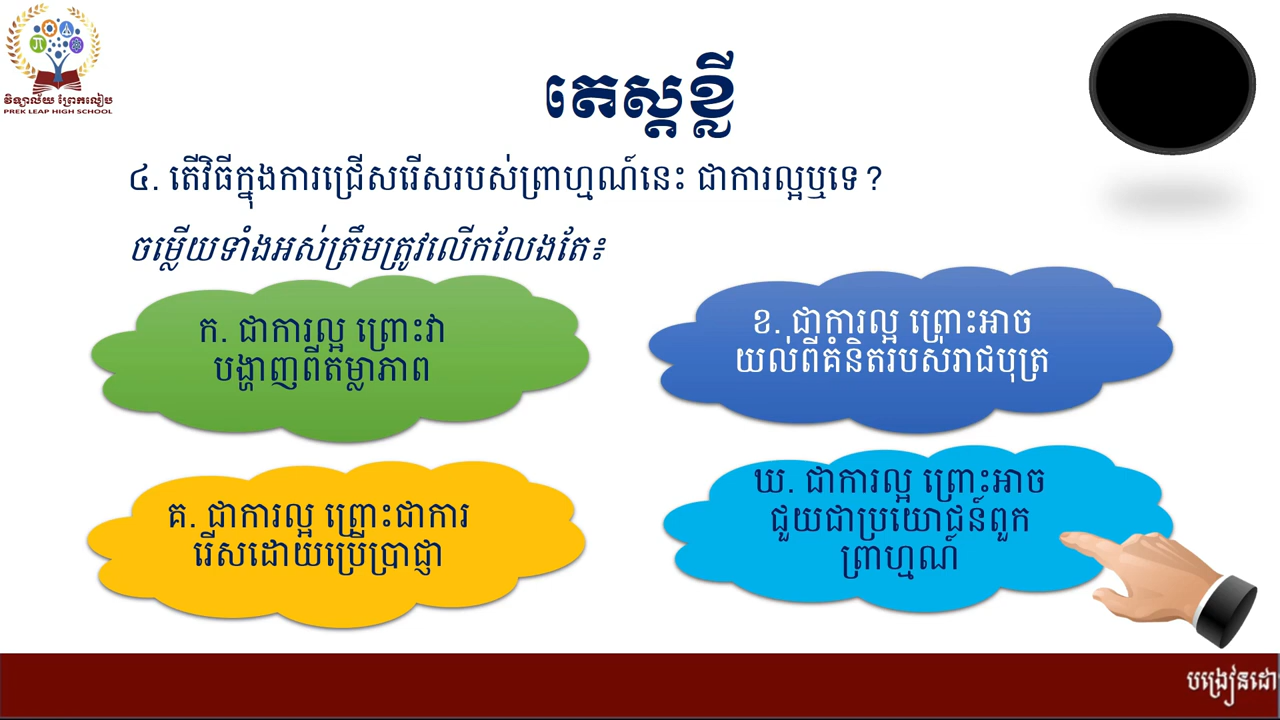 វិទ្យាល័យ ព្រែកលៀប
PREK LEAP HIGH SCHOOL
តេស្តខ្លី
៤. តើវិធីក្នុងការជ្រើសរើសរបស់ព្រាហ្មណ៍នេះ ជាការល្អឬទេ?
ចម្លើយទាំងអស់ត្រឹមត្រូវលើកលែងតែ៖
ក. ជាការល្អ ព្រោះវា
បង្ហាញពីតម្លាភាព
ខ. ជាការល្អ ព្រោះអាច
យល់ពីគំនិតរបស់រាជបុត្រ
គ. ជាការល្អ ព្រោះជាការ
រើសដោយប្រើប្រាជ្ញា
ឃ. ជាការល្អ ព្រោះអាច
ជួយជាប្រយោជន៍ពួក
ព្រាហ្មណ៍
បង្រៀនដោ